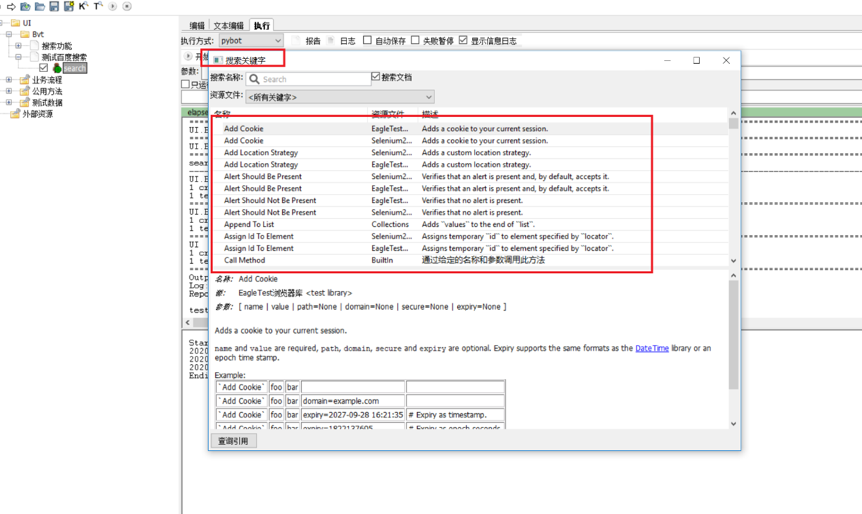 K T
UI
Bvt
搜索功能
测试百度搜索
search
业务流程
公用方法
测试数据
外部资源
编辑 文本编辑 执行
执行方式: pybot 报告 日志 自动保存 失败暂停 显示信息日志
参数:
搜索关键字
搜索名称: Search 搜索文档
资源文件: <所有关键字>
名称 资源文件 描述
Add Cookie EagleTest... Adds a cookie to your current session.
Add Cookie Selenium2... Adds a cookie to your current session.
Add Location Strategy Selenium2... Adds a custom location strategy.
Add Location Strategy EagleTest... Adds a custom location strategy.
Alert Should Be Present EagleTest... Verifies that an alert is present and, by default, accepts it.
Alert Should Be Present Selenium2... Verifies that an alert is present and, by default, accepts it.
Alert Should Not Be Present EagleTest... Verifies that no alert is present.
Alert Should Not Be Present Selenium2... Verifies that no alert is present.
Append To List Collections Adds ``values`` to the end of ``list``.
Assign Id To Element Selenium2... Assigns temporary ``id`` to element specified by ``locator``.
Assign Id To Element EagleTest... Assigns temporary ``id`` to element specified by ``locator``.
Call Method BuiltIn 通过给定的名称和参数调用此方法
名称: Add Cookie
源: EagleTest浏览器库 <test library>
参数: [ name | value | path=None | domain=None | secure=None | expiry=None ]
Adds a cookie to your current session.
name and value are required, path, domain, secure and expiry are optional. Expiry supports the same formats as the DateTime library or an
epoch time stamp.
Example:
`Add Cookie` foo bar
`Add Cookie` foo bar domain=example.com
`Add Cookie` foo bar expiry=2027-09-28 16:21:35 # Expiry as timestamp.
`Add Cookie` foo bar expiry=1822137695 # Expiry as epoch seconds.
查询引用
elapse
UI.B
UI.B
sear
UI.B
1 cr
1 te
UI.B
1 cr
1 te
UI
1 cr
1 te
Outp
Log
Repo
test
Star
2020
2020
2020
Endi